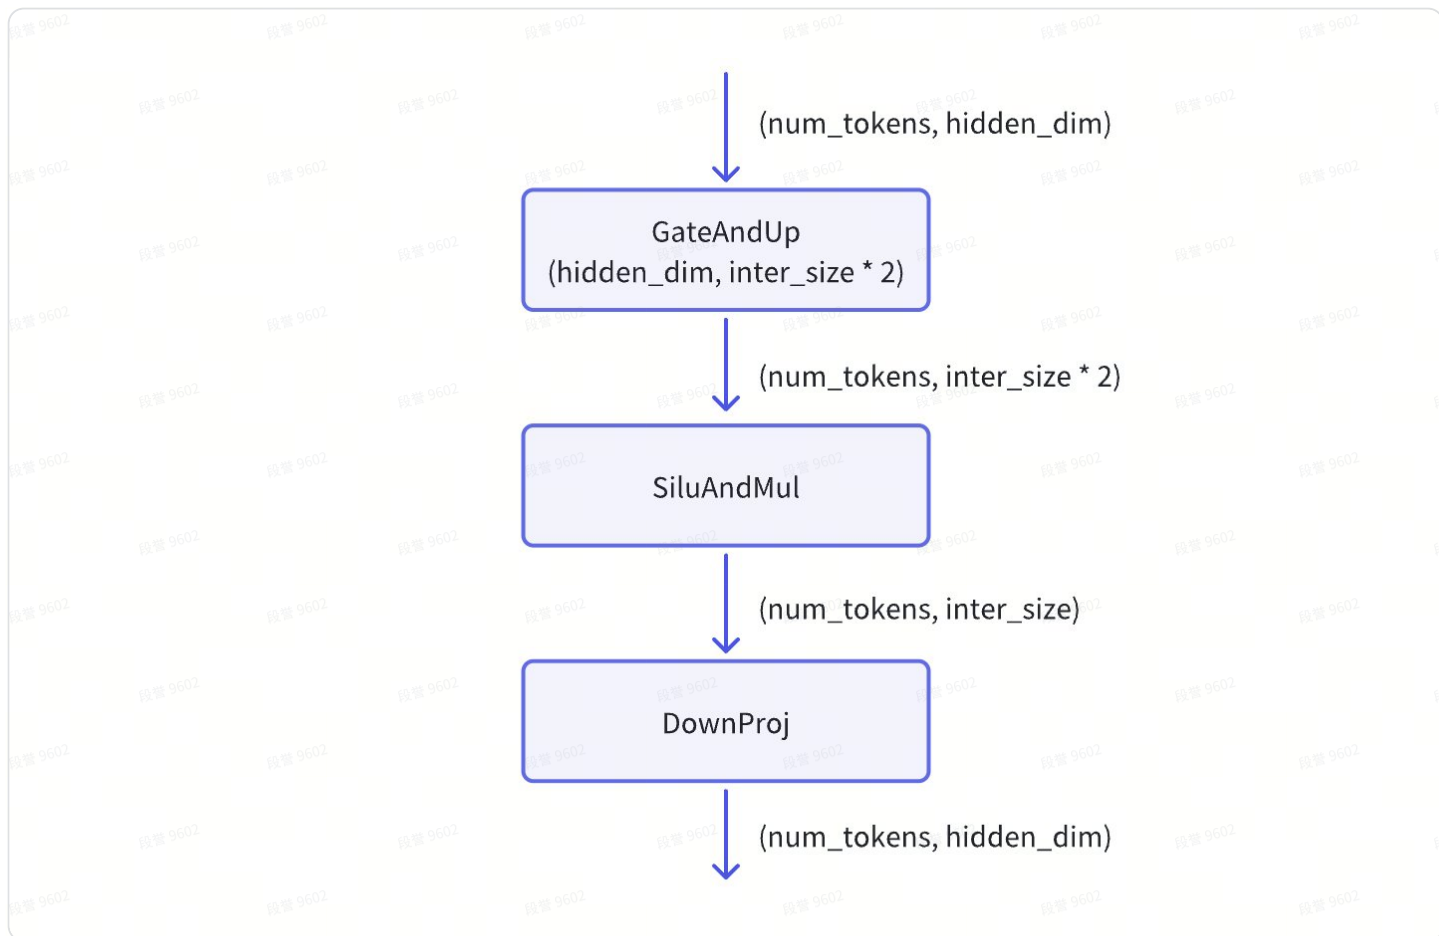 (num_tokens, hidden_dim)
GateAndUp
(hidden_dim, inter_size * 2)
(num_tokens, inter_size * 2)
SiluAndMul
(num_tokens, inter_size)
DownProj
(num_tokens, hidden_dim)